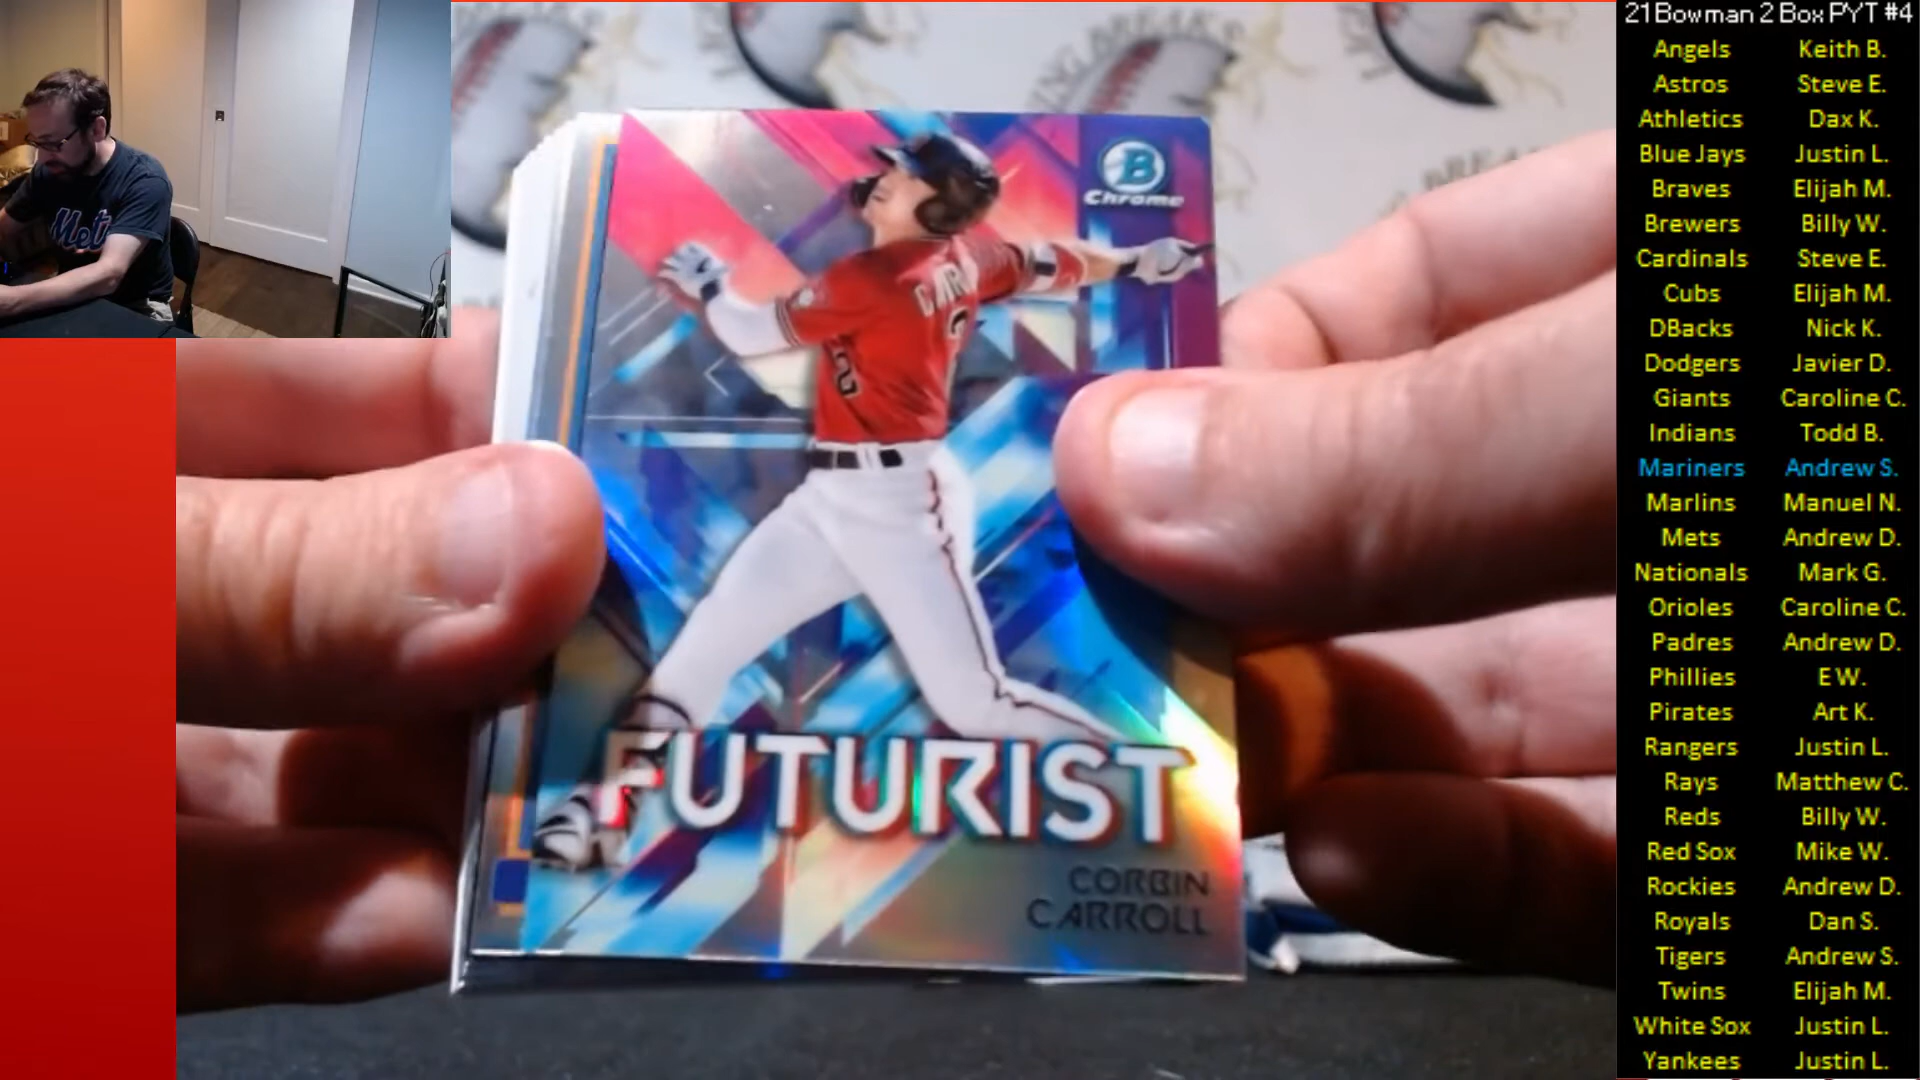 21 Bowman 2 Box PYT #4
Angels Keith B.
Astros Steve E.
Athletics Dax K.
Blue Jays Justin L.
Braves Elijah M.
Brewers Billy W.
Cardinals Steve E.
Cubs Elijah M.
DBacks Nick K.
Dodgers Javier D.
Giants Caroline C.
Indians Todd B.
Mariners Andrew S.
Marlins Manuel N.
Mets Andrew D.
Nationals Mark G.
Orioles Caroline C.
Padres Andrew D.
Phillies E W.
Pirates Art K.
Rangers Justin L.
Rays Matthew C.
Reds Billy W.
Red Sox Mike W.
Rockies Andrew D.
Royals Dan S.
Tigers Andrew S.
Twins Elijah M.
White Sox Justin L.
Yankees Justin L.
Mets
B
Chrome
FUTURIST
CORBIN
CARROLL